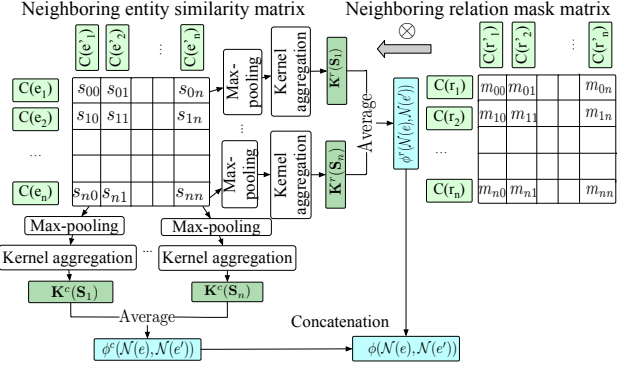 Neighboring entity similarity matrix
Neighboring relation mask matrix
C(e'₁) C(e'₂) ... C(e'ₙ)
⊗
C(r'₁) C(r'₂) ... C(r'ₙ)
C(e₁) s₀₀ s₀₁ s₀ₙ
C(e₂) s₁₀ s₁₁ s₁ₙ
...
C(eₙ) sₙ₀ sₙ₁ sₙₙ
Max-pooling
Kernel aggregation
Kʳ(S₁)
...
Max-pooling
Kernel aggregation
Kʳ(Sₙ)
Average
ϕʳ(N(e),N(e'))
C(r₁) m₀₀ m₀₁ m₀ₙ
C(r₂) m₁₀ m₁₁ m₁ₙ
...
C(rₙ) mₙ₀ mₙ₁ mₙₙ
Max-pooling Max-pooling
Kernel aggregation ... Kernel aggregation
Kᶜ(S₁) Kᶜ(Sₙ)
Average
Concatenation
ϕᶜ(N(e),N(e'))
ϕ(N(e),N(e'))